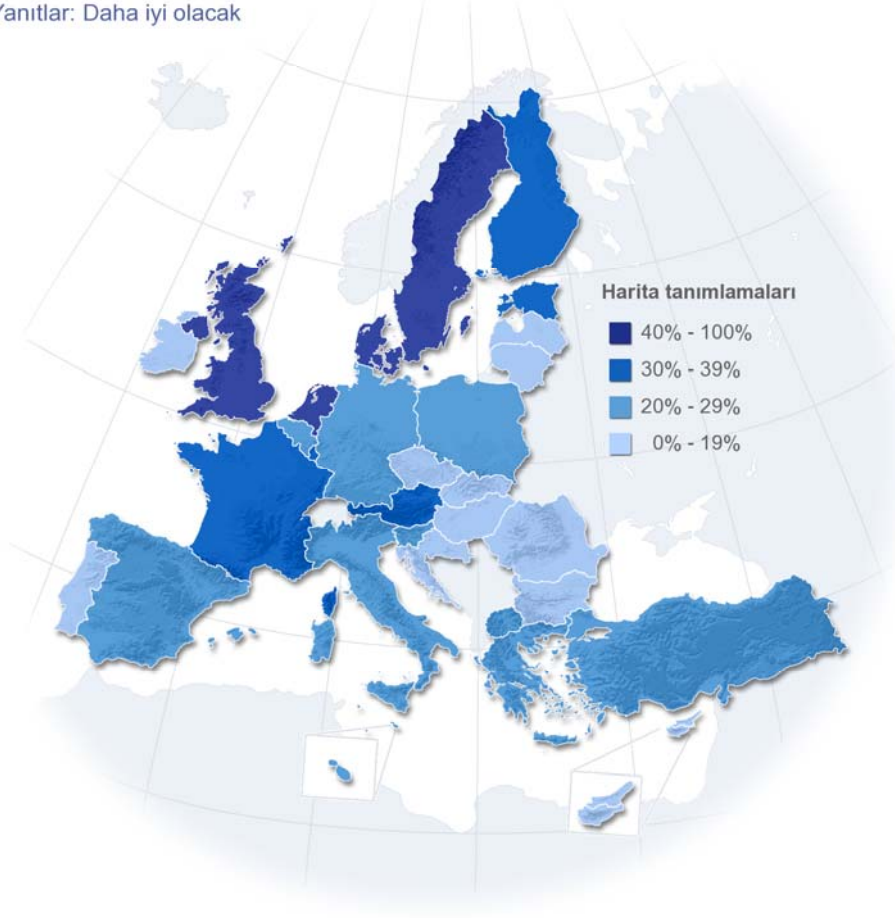 Yanıtlar: Daha iyi olacak
Harita tanımlamaları
40% - 100%
30% - 39%
20% - 29%
0% - 19%